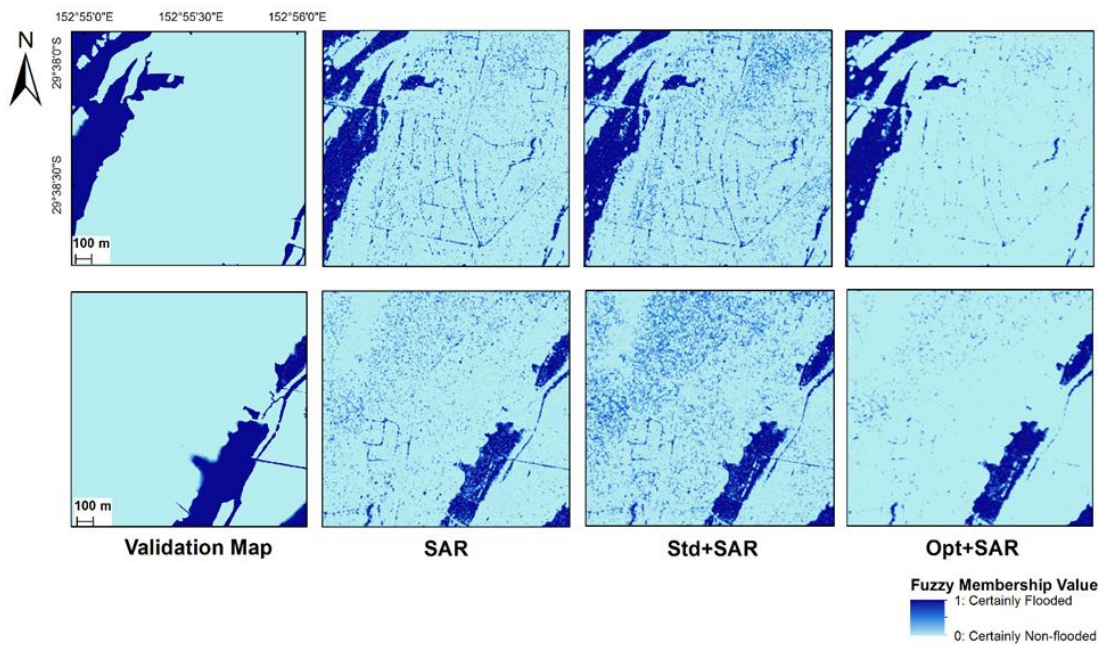 152°55'0"E 152°55'30"E 152°56'0"E
N
29°38'0"S
29°38'30"S
100 m
100 m
Validation Map SAR Std+SAR Opt+SAR
Fuzzy Membership Value
1: Certainly Flooded
0: Certainly Non-flooded